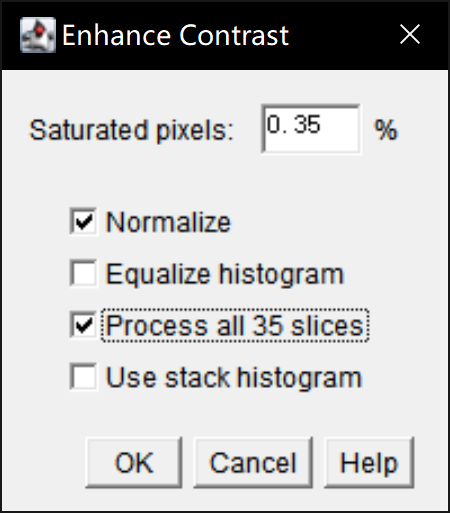 Enhance Contrast
Saturated pixels: 0.35 %
Normalize
Equalize histogram
Process all 35 slices
Use stack histogram
OK Cancel Help